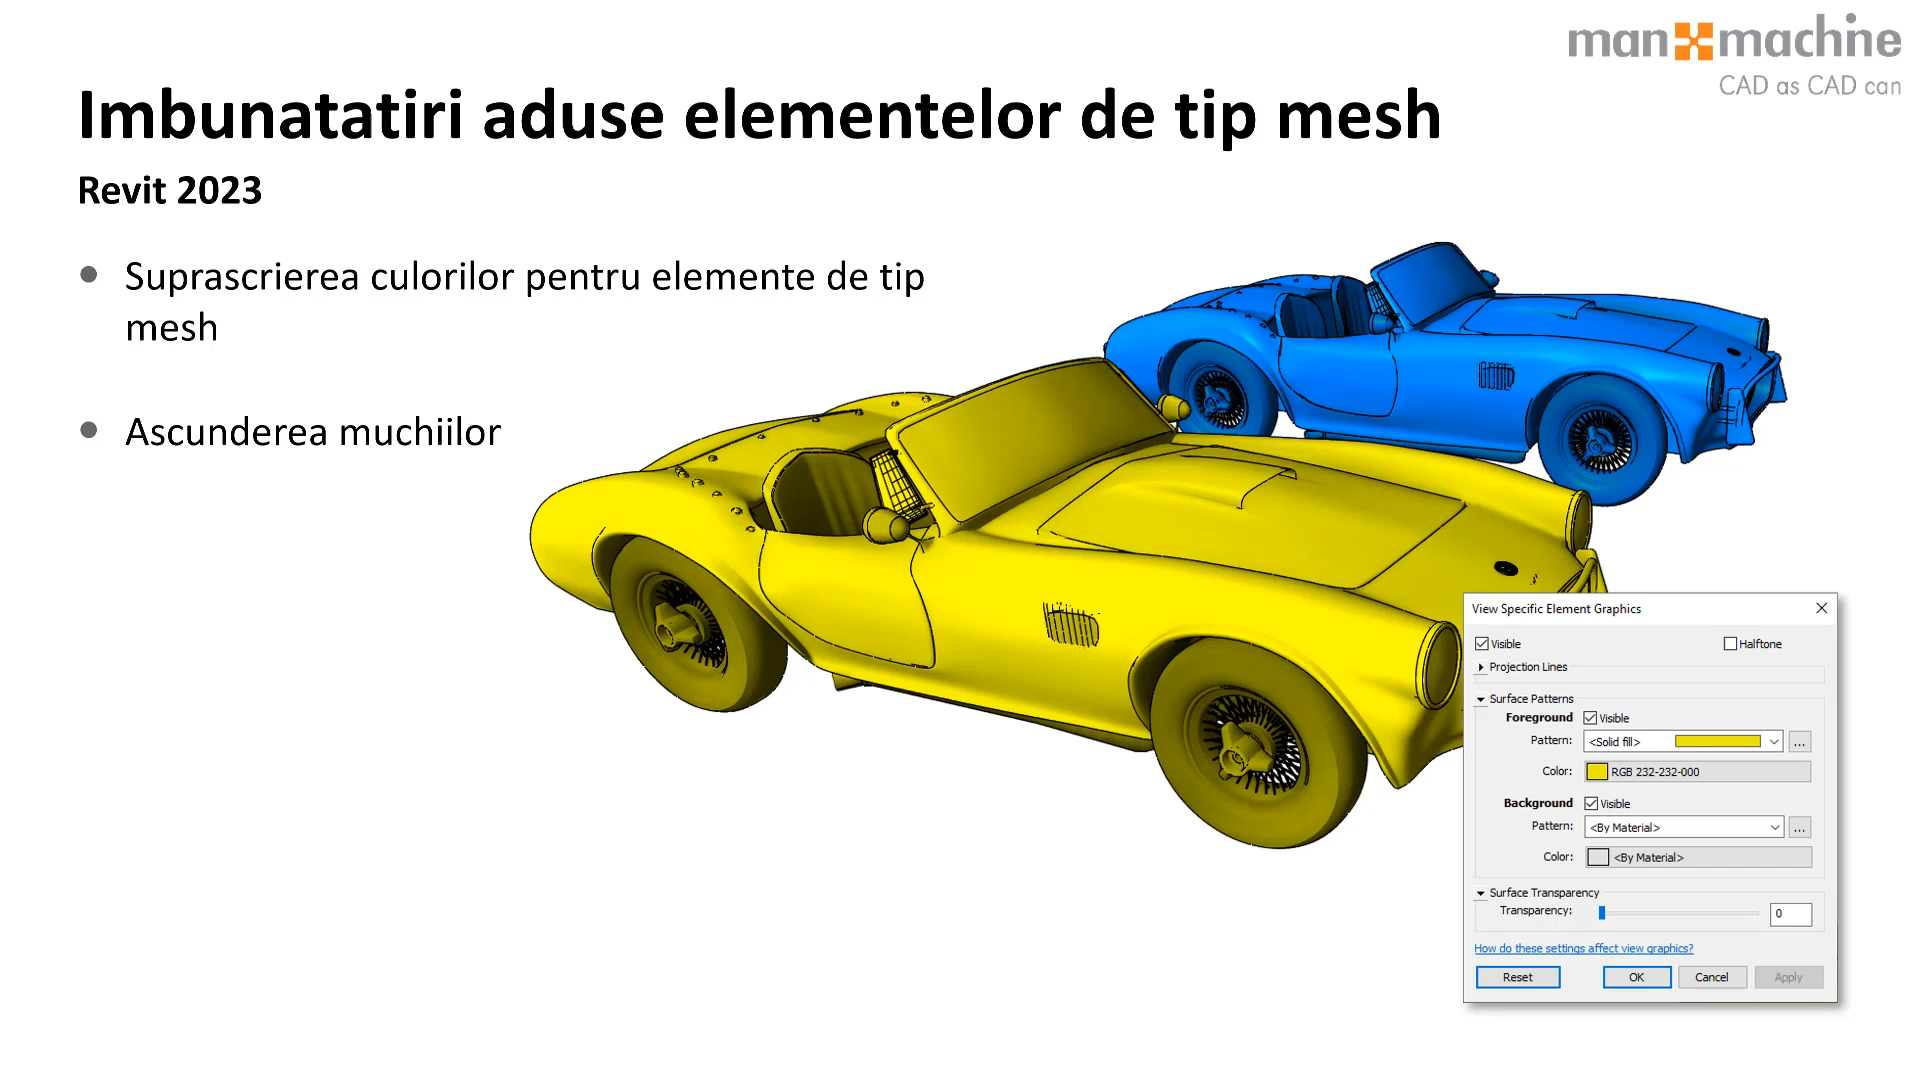 man machine
CAD as CAD can
Imbunatatiri aduse elementelor de tip mesh
Revit 2023
Suprascrierea culorilor pentru elemente de tip
mesh
Ascunderea muchiilor
View Specific Element Graphics
Visible
Halftone
Projection Lines
Surface Patterns
Foreground Visible
Pattern: <Solid fill> ...
Color: RGB 232-232-000
Background Visible
Pattern: <By Material> ...
Color: <By Material>
Surface Transparency
Transparency: 0
How do these settings affect view graphics?
Reset OK Cancel Apply